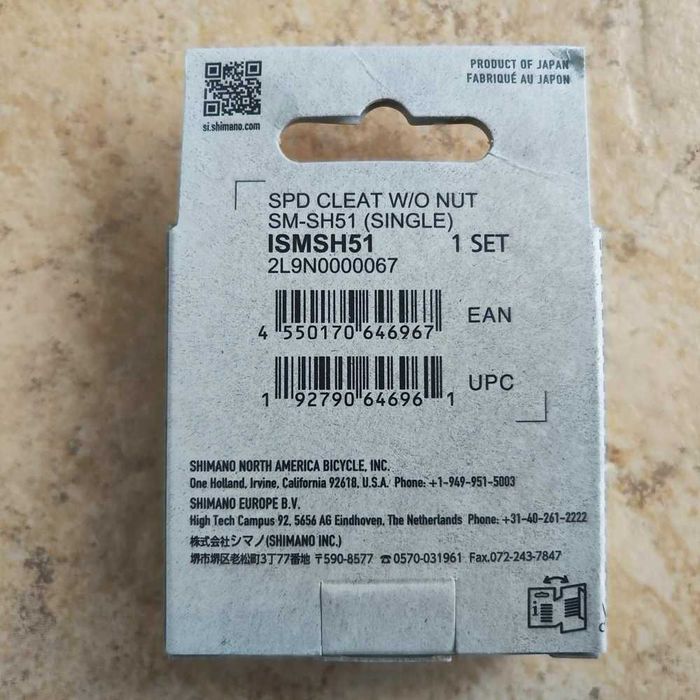 PRODUCT OF JAPAN
FABRIQUÉ AU JAPON
si.shimano.com
SPD CLEAT W/O NUT
SM-SH51 (SINGLE)
ISMSH51 1 SET
2L9N0000067
4 550170 646967 EAN
1 92790 64696 1 UPC
SHIMANO NORTH AMERICA BICYCLE, INC.
One Holland, Irvine, California 92618, U.S.A. Phone: +1-949-951-5003
SHIMANO EUROPE B.V.
High Tech Campus 92, 5656 AG Eindhoven, The Netherlands Phone: +31-40-261-2222
株式会社シマノ(SHIMANO INC.)
堺市堺区老松町3丁77番地 〒590-8577 ☎0570-031961 Fax.072-243-7847